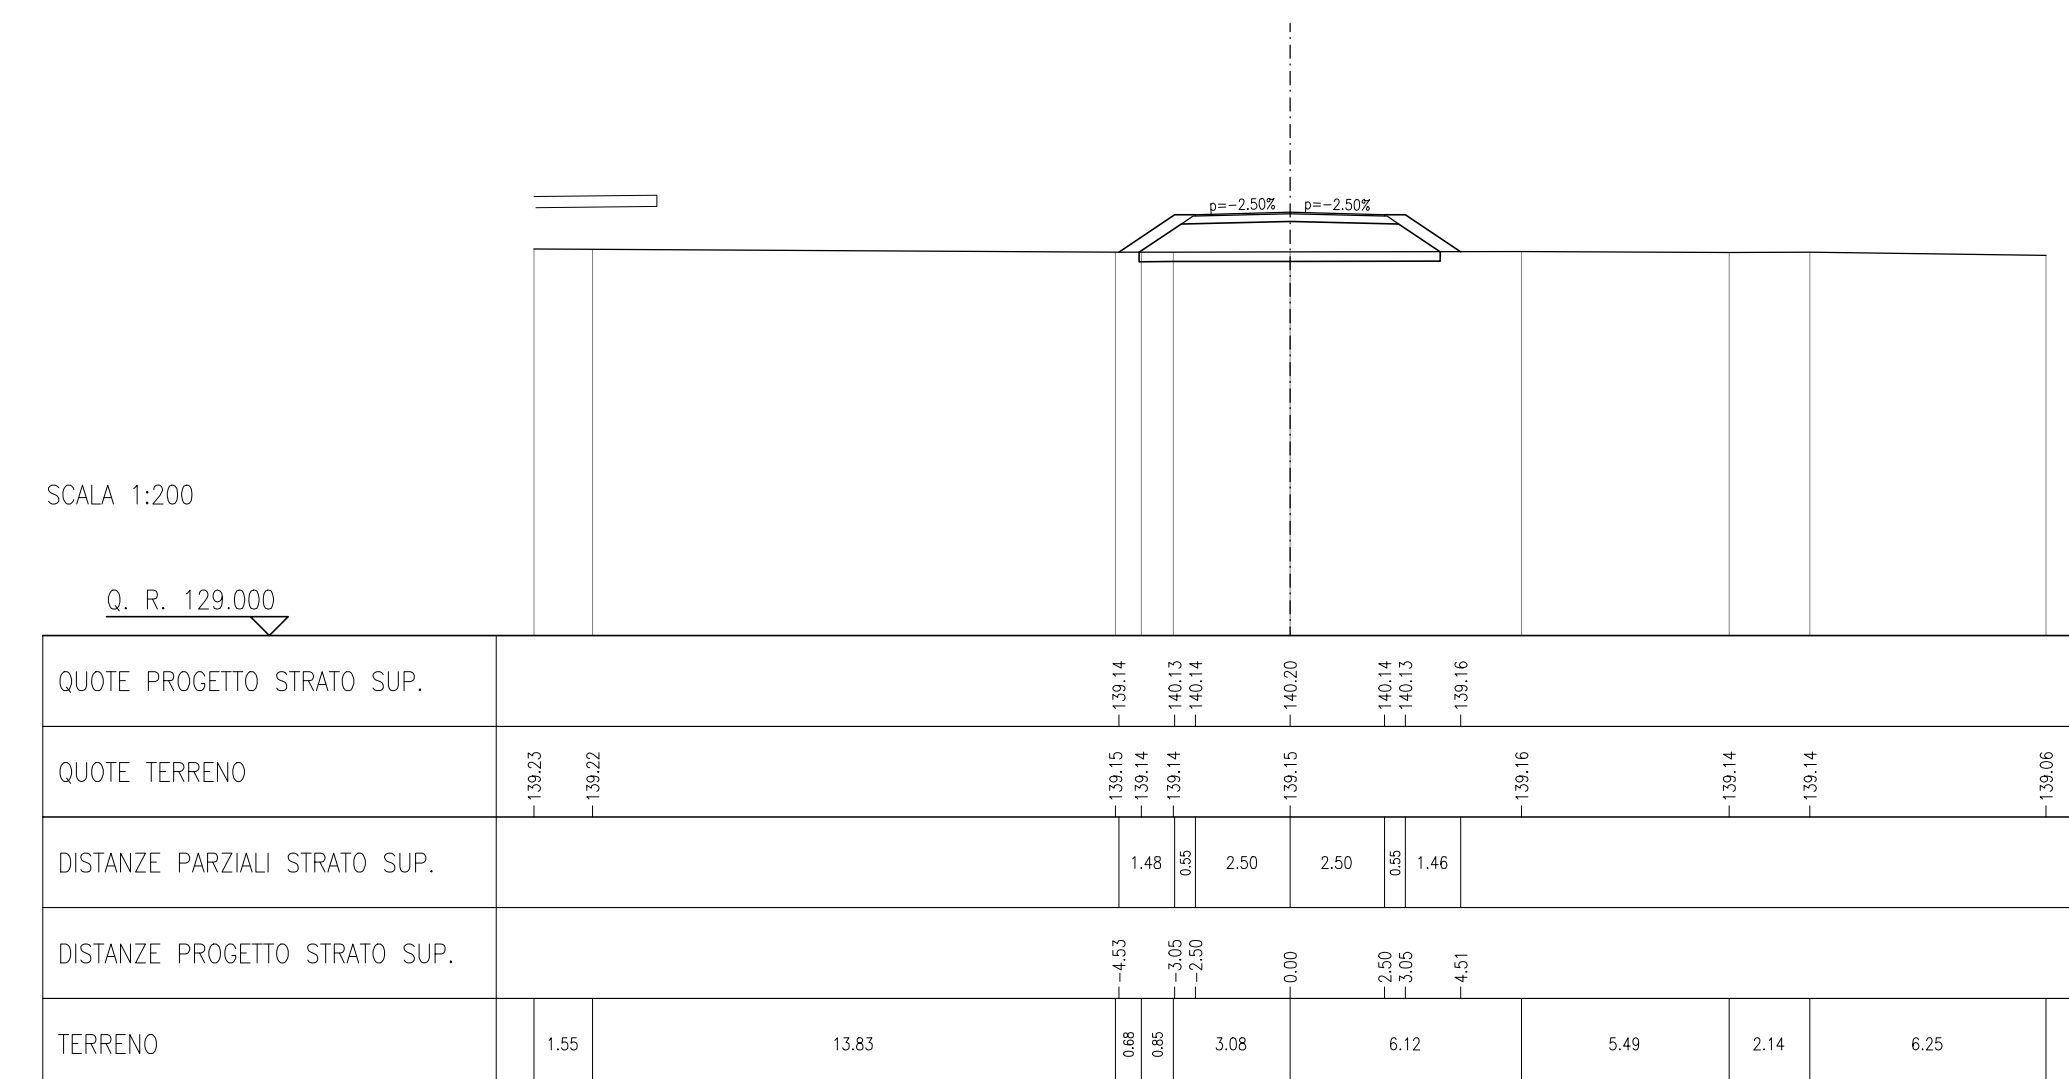 p=-2.50% p=-2.50%
SCALA 1:200
Q. R. 129.000
QUOTE PROGETTO STRATO SUP. 139.14 140.13 140.14 140.20 140.14 140.13 139.16
QUOTE TERRENO 139.23 139.22 139.15 139.14 139.14 139.15 139.16 139.14 139.14 139.06
DISTANZE PARZIALI STRATO SUP. 1.48 0.55 2.50 2.50 0.55 1.46
DISTANZE PROGETTO STRATO SUP. -4.53 -3.05 -2.50 0.00 2.50 3.05 4.51
TERRENO 1.55 13.83 0.68 0.85 3.08 6.12 5.49 2.14 6.25